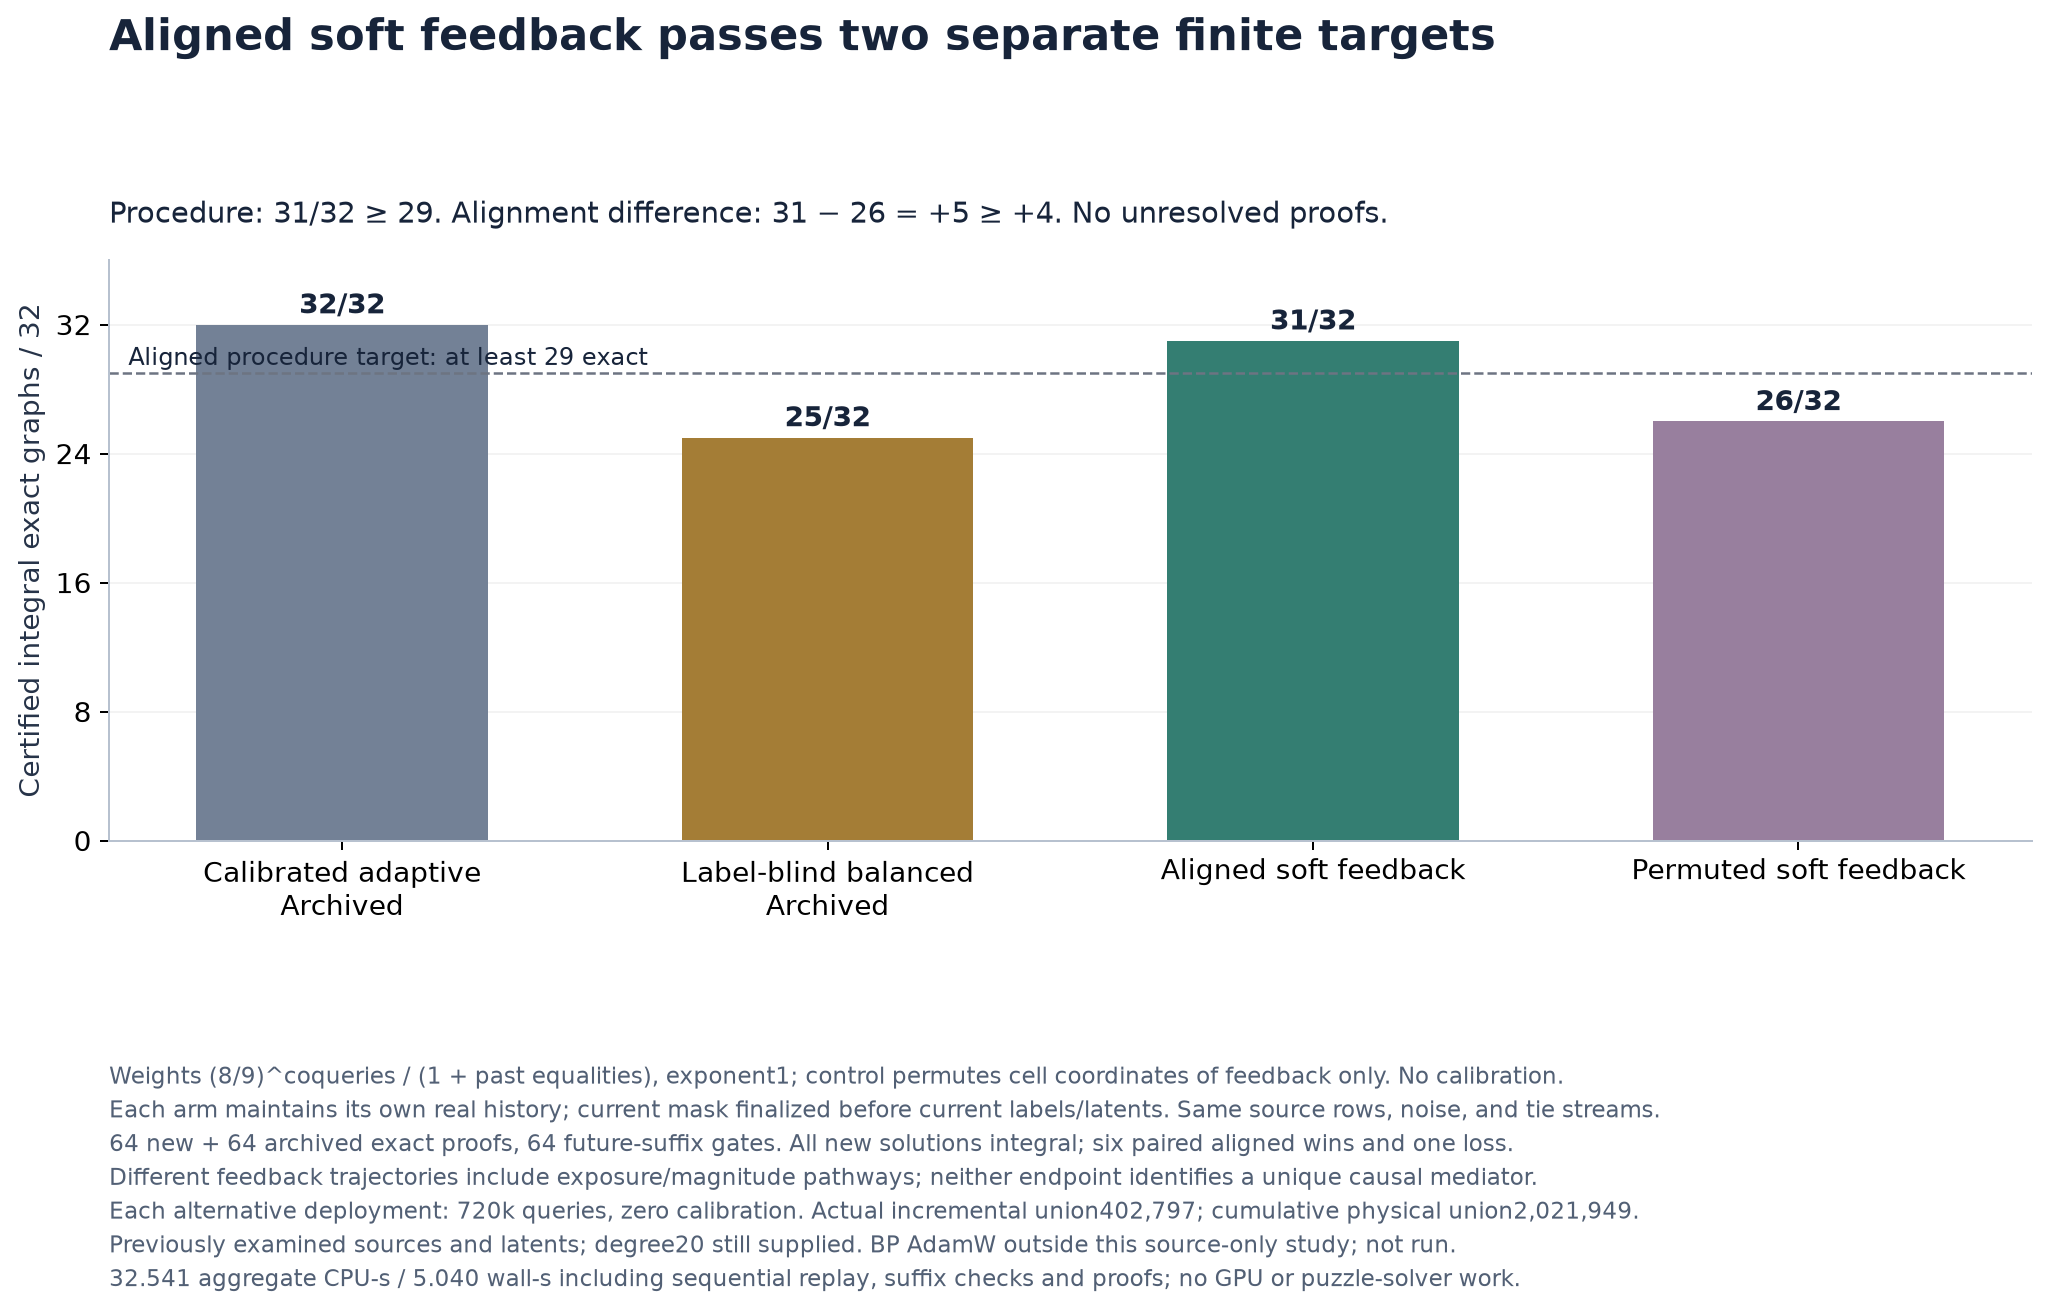 Aligned soft feedback passes two separate finite targets
Procedure: 31/32 ≥ 29. Alignment difference: 31 − 26 = +5 ≥ +4. No unresolved proofs.
Certified integral exact graphs / 32
32
24
16
8
0
32/32
25/32
31/32
26/32
Aligned procedure target: at least 29 exact
Calibrated adaptive
Archived
Label-blind balanced
Archived
Aligned soft feedback
Permuted soft feedback
Weights (8/9)^coqueries / (1 + past equalities), exponent1; control permutes cell coordinates of feedback only. No calibration.
Each arm maintains its own real history; current mask finalized before current labels/latents. Same source rows, noise, and tie streams.
64 new + 64 archived exact proofs, 64 future-suffix gates. All new solutions integral; six paired aligned wins and one loss.
Different feedback trajectories include exposure/magnitude pathways; neither endpoint identifies a unique causal mediator.
Each alternative deployment: 720k queries, zero calibration. Actual incremental union402,797; cumulative physical union2,021,949.
Previously examined sources and latents; degree20 still supplied. BP AdamW outside this source-only study; not run.
32.541 aggregate CPU-s / 5.040 wall-s including sequential replay, suffix checks and proofs; no GPU or puzzle-solver work.